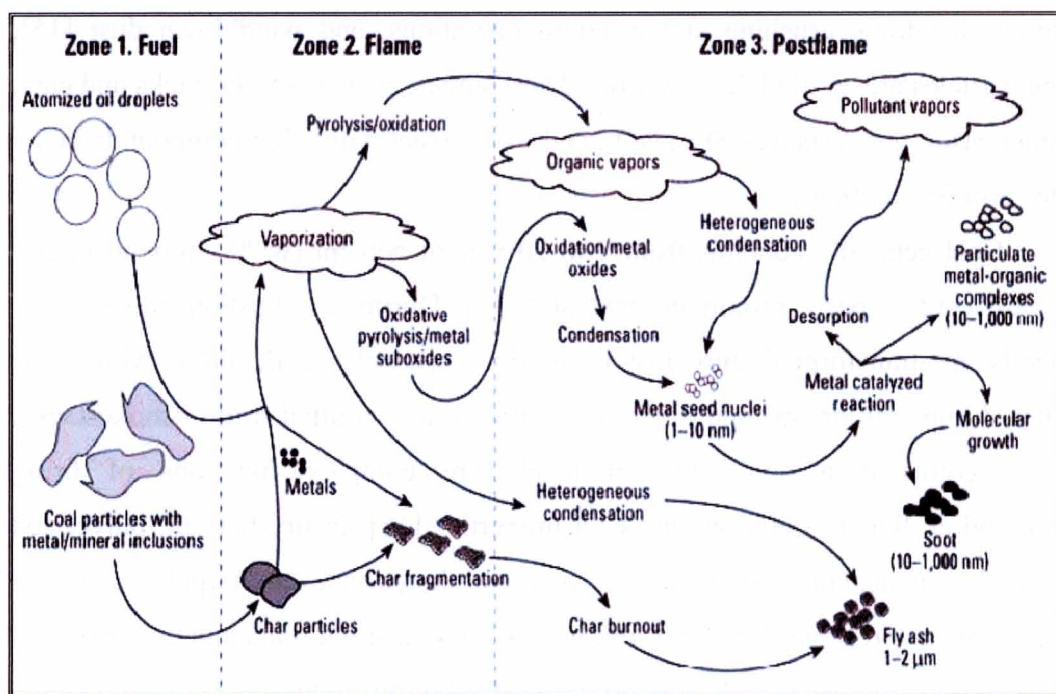 Zone 1. Fuel
Zone 2. Flame
Zone 3. Postflame
Atomized oil droplets
Pyrolysis/oxidation
Pollutant vapors
Organic vapors
Vaporization
Heterogeneous
condensation
Oxidation/metal
oxides
Particulate
metal-organic
complexes
(10–1,000 nm)
Oxidative
pyrolysis/metal
suboxides
Condensation
Desorption
Metal seed nuclei
(1–10 nm)
Metal catalyzed
reaction
Molecular
growth
Metals
Heterogeneous
condensation
Soot
(10–1,000 nm)
Coal particles with
metal/mineral inclusions
Char fragmentation
Char particles
Char burnout
Fly ash
1–2 μm